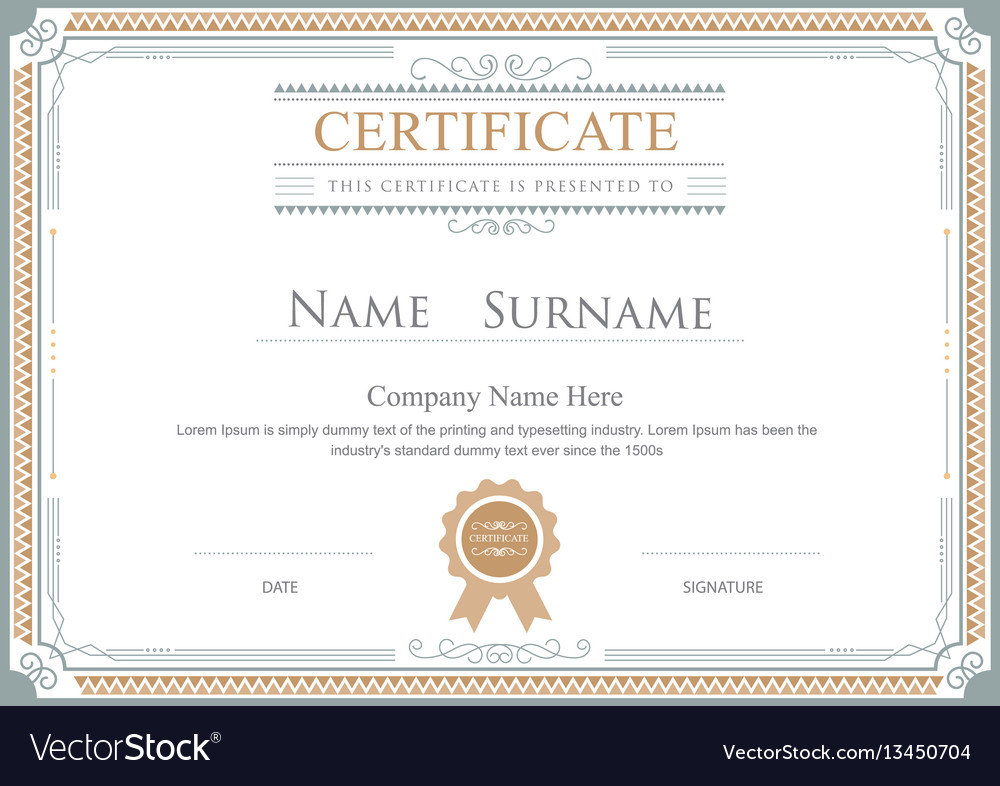 CERTIFICATE
THIS CERTIFICATE IS PRESENTED TO
NAME SURNAME
Company Name Here
Lorem Ipsum is simply dummy text of the printing and typesetting industry. Lorem Ipsum has been the
industry's standard dummy text ever since the 1500s
CERTIFICATE
DATE
SIGNATURE
VectorStock®
VectorStock.com/13450704